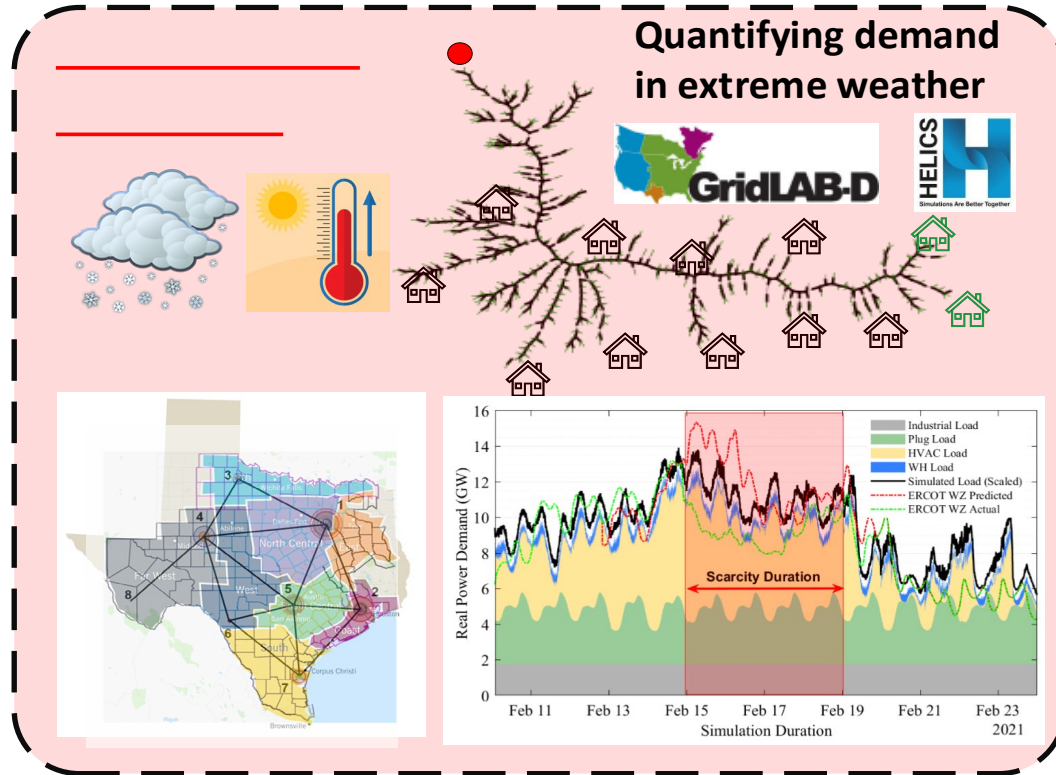 Quantifying demand
in extreme weather
GridLAB-D
HELICS
Simulations Are Better Together
3
4
1
North Central
Far West
West
8
5
2
Coast
6
South
7
Corpus Christi
Brownsville
16
14
12
10
8
6
4
2
0
Real Power Demand (GW)
Industrial Load
Plug Load
HVAC Load
WH Load
Simulated Load (Scaled)
ERCOT WZ Predicted
ERCOT WZ Actual
Scarcity Duration
Feb 11 Feb 13 Feb 15 Feb 17 Feb 19 Feb 21 Feb 23
2021
Simulation Duration